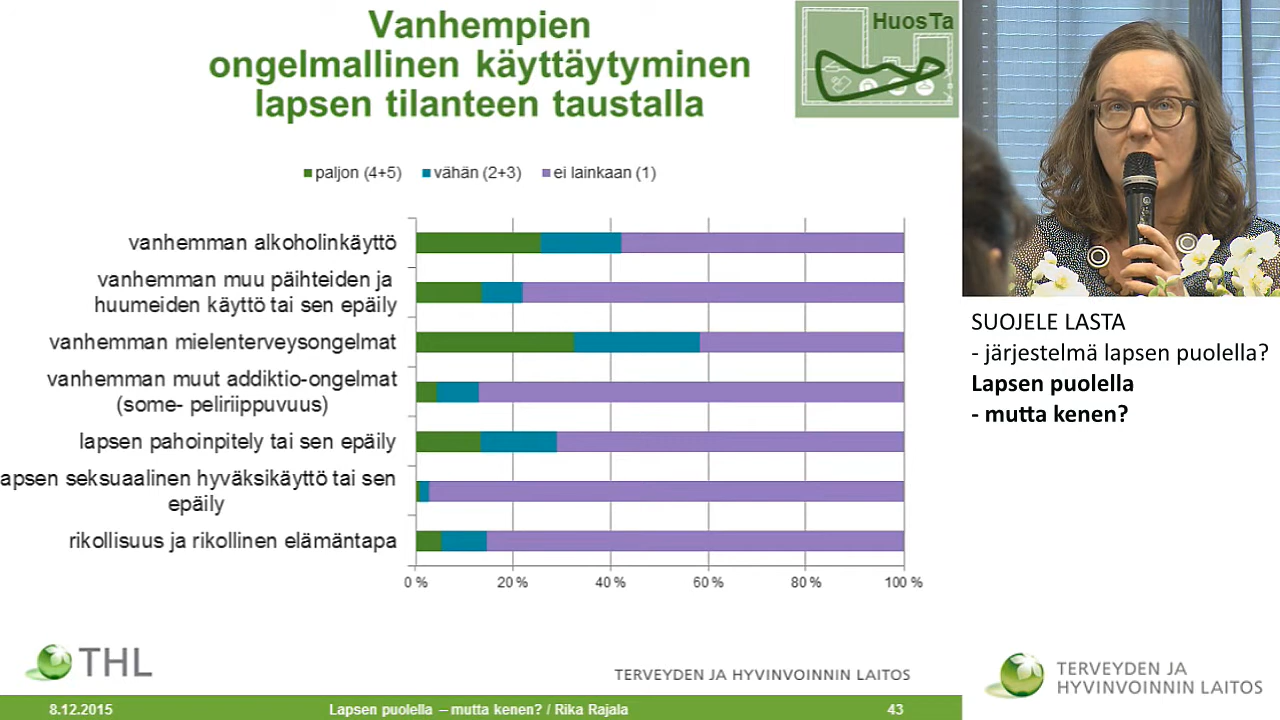 Vanhempien
ongelmallinen käyttäytyminen
lapsen tilanteen taustalla
HuosTa
paljon (4+5) vähän (2+3) ei lainkaan (1)
vanhemman alkoholinkäyttö
vanhemman muu päihteiden ja
huumeiden käyttö tai sen epäily
vanhemman mielenterveysongelmat
vanhemman muut addiktio-ongelmat
(some- peliriippuvuus)
lapsen pahoinpitely tai sen epäily
apsen seksuaalinen hyväksikäyttö tai sen
epäily
rikollisuus ja rikollinen elämäntapa
0 % 20 % 40 % 60 % 80 % 100 %
THL
TERVEYDEN JA HYVINVOINNIN LAITOS
8.12.2015 Lapsen puolella – mutta kenen? / Rika Rajala 43
SUOJELE LASTA
- järjestelmä lapsen puolella?
Lapsen puolella
- mutta kenen?
TERVEYDEN JA
HYVINVOINNIN LAITOS